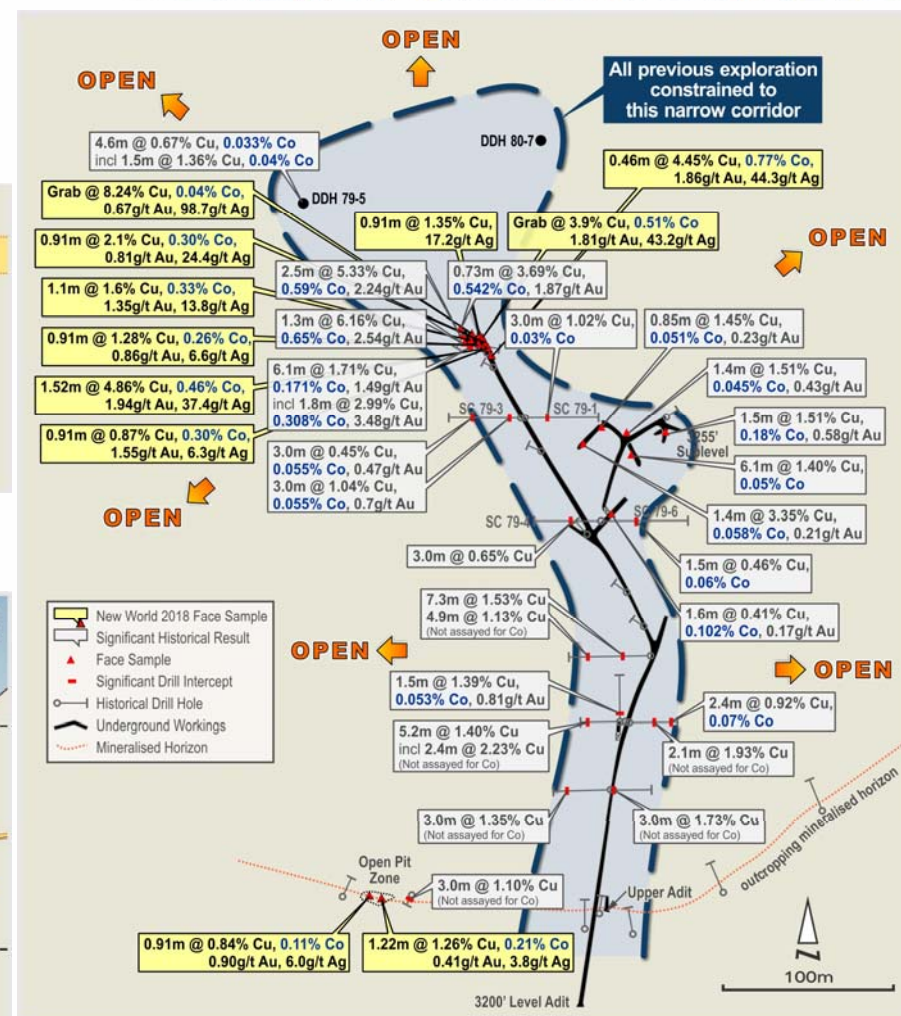 OPEN
OPEN
All previous exploration
constrained to
this narrow corridor
DDH 80-7
4.6m @ 0.67% Cu, 0.033% Co
incl 1.5m @ 1.36% Cu, 0.04% Co
DDH 79-5
0.46m @ 4.45% Cu, 0.77% Co,
1.86g/t Au, 44.3g/t Ag
Grab @ 8.24% Cu, 0.04% Co,
0.67g/t Au, 98.7g/t Ag
0.91m @ 1.35% Cu,
17.2g/t Ag
Grab @ 3.9% Cu, 0.51% Co
1.81g/t Au, 43.2g/t Ag
OPEN
0.91m @ 2.1% Cu, 0.30% Co,
0.81g/t Au, 24.4g/t Ag
2.5m @ 5.33% Cu,
0.59% Co, 2.24g/t Au
0.73m @ 3.69% Cu,
0.542% Co, 1.87g/t Au
1.1m @ 1.6% Cu, 0.33% Co,
1.35g/t Au, 13.8g/t Ag
1.3m @ 6.16% Cu,
0.65% Co, 2.54g/t Au
3.0m @ 1.02% Cu,
0.03% Co
0.85m @ 1.45% Cu,
0.051% Co, 0.23g/t Au
0.91m @ 1.28% Cu, 0.26% Co,
0.86g/t Au, 6.6g/t Ag
6.1m @ 1.71% Cu,
0.171% Co, 1.49g/t Au
incl 1.8m @ 2.99% Cu,
0.308% Co, 3.48g/t Au
1.4m @ 1.51% Cu,
0.045% Co, 0.43g/t Au
1.52m @ 4.86% Cu, 0.46% Co,
1.94g/t Au, 37.4g/t Ag
SC 79-3
SC 79-1
1.5m @ 1.51% Cu,
0.18% Co, 0.58g/t Au
0.91m @ 0.87% Cu, 0.30% Co,
1.55g/t Au, 6.3g/t Ag
3255'
Sublevel
3.0m @ 0.45% Cu,
0.055% Co, 0.47g/t Au
3.0m @ 1.04% Cu,
0.055% Co, 0.7g/t Au
6.1m @ 1.40% Cu,
0.05% Co
OPEN
SC 79-4
SC 79-6
1.4m @ 3.35% Cu,
0.058% Co, 0.21g/t Au
3.0m @ 0.65% Cu,
1.5m @ 0.46% Cu,
0.06% Co
New World 2018 Face Sample
Significant Historical Result
Face Sample
Significant Drill Intercept
Historical Drill Hole
Underground Workings
Mineralised Horizon
7.3m @ 1.53% Cu
4.9m @ 1.13% Cu
(Not assayed for Co)
1.6m @ 0.41% Cu,
0.102% Co, 0.17g/t Au
OPEN
OPEN
1.5m @ 1.39% Cu,
0.053% Co, 0.81g/t Au
2.4m @ 0.92% Cu,
0.07% Co
5.2m @ 1.40% Cu
incl 2.4m @ 2.23% Cu
(Not assayed for Co)
2.1m @ 1.93% Cu
(Not assayed for Co)
3.0m @ 1.35% Cu
(Not assayed for Co)
3.0m @ 1.73% Cu
(Not assayed for Co)
outcropping mineralised horizon
Open Pit
Zone
3.0m @ 1.10% Cu
(Not assayed for Co)
Upper Adit
0.91m @ 0.84% Cu, 0.11% Co
0.90g/t Au, 6.0g/t Ag
1.22m @ 1.26% Cu, 0.21% Co
0.41g/t Au, 3.8g/t Ag
N
100m
3200' Level Adit